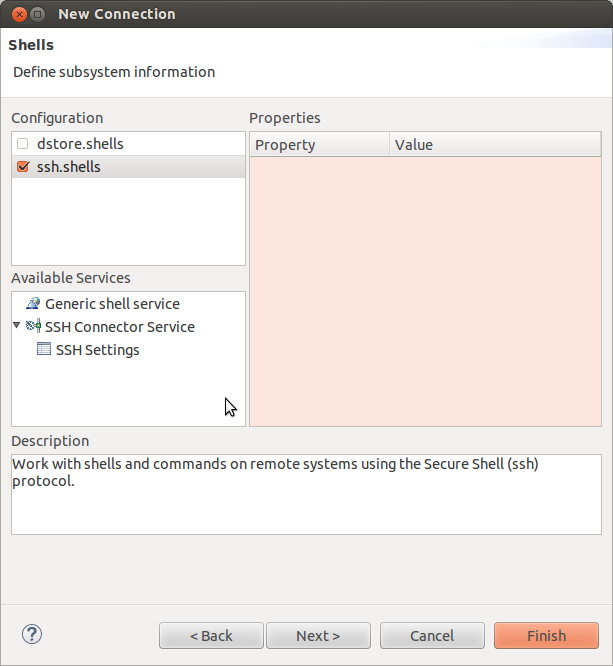 New Connection
Shells
Define subsystem information
Configuration
Properties
dstore.shells
ssh.shells
Property
Value
Available Services
Generic shell service
SSH Connector Service
SSH Settings
Description
Work with shells and commands on remote systems using the Secure Shell (ssh)
protocol.
?
< Back
Next >
Cancel
Finish